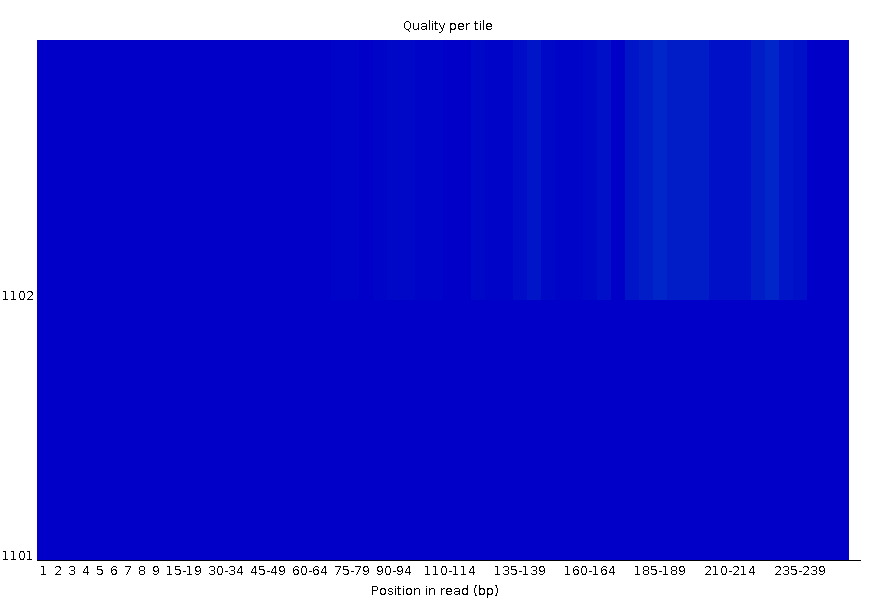 Quality per tile
1102
1101
1 2 3 4 5 6 7 8 9 15-19 30-34 45-49 60-64 75-79 90-94 110-114 135-139 160-164 185-189 210-214 235-239
Position in read (bp)